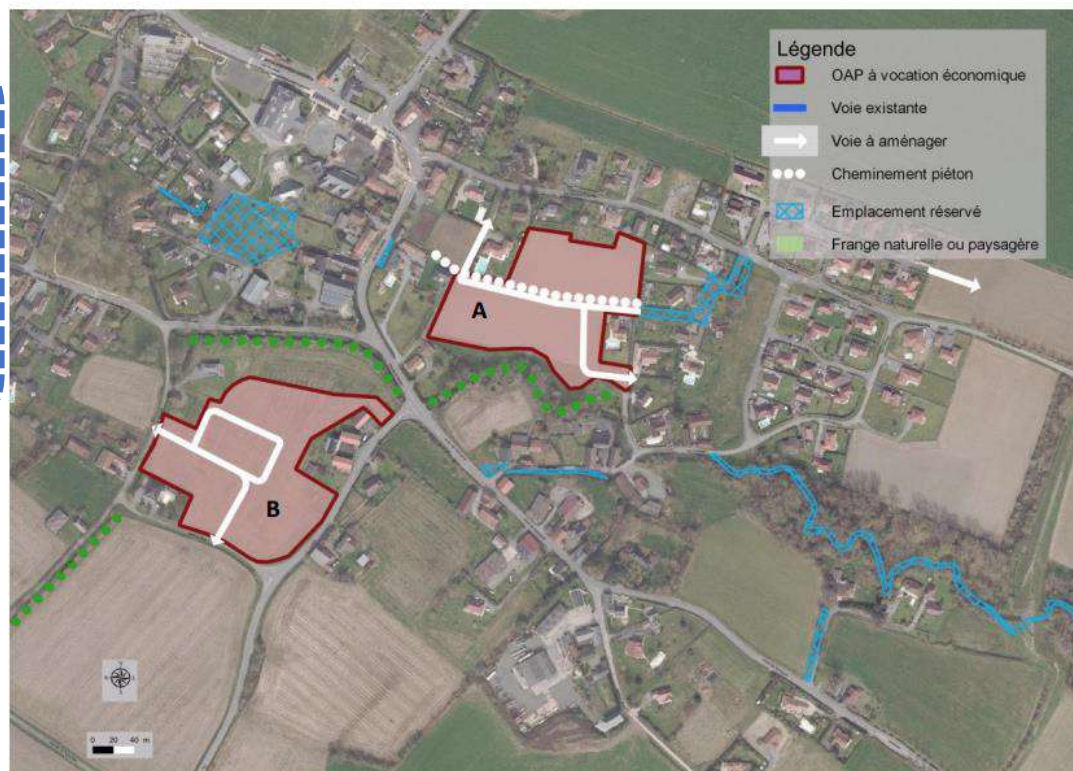 Légende
OAP à vocation économique
Voie existante
Voie à aménager
Cheminement piéton
Emplacement réservé
Frange naturelle ou paysagère
A
B
0 20 40 m